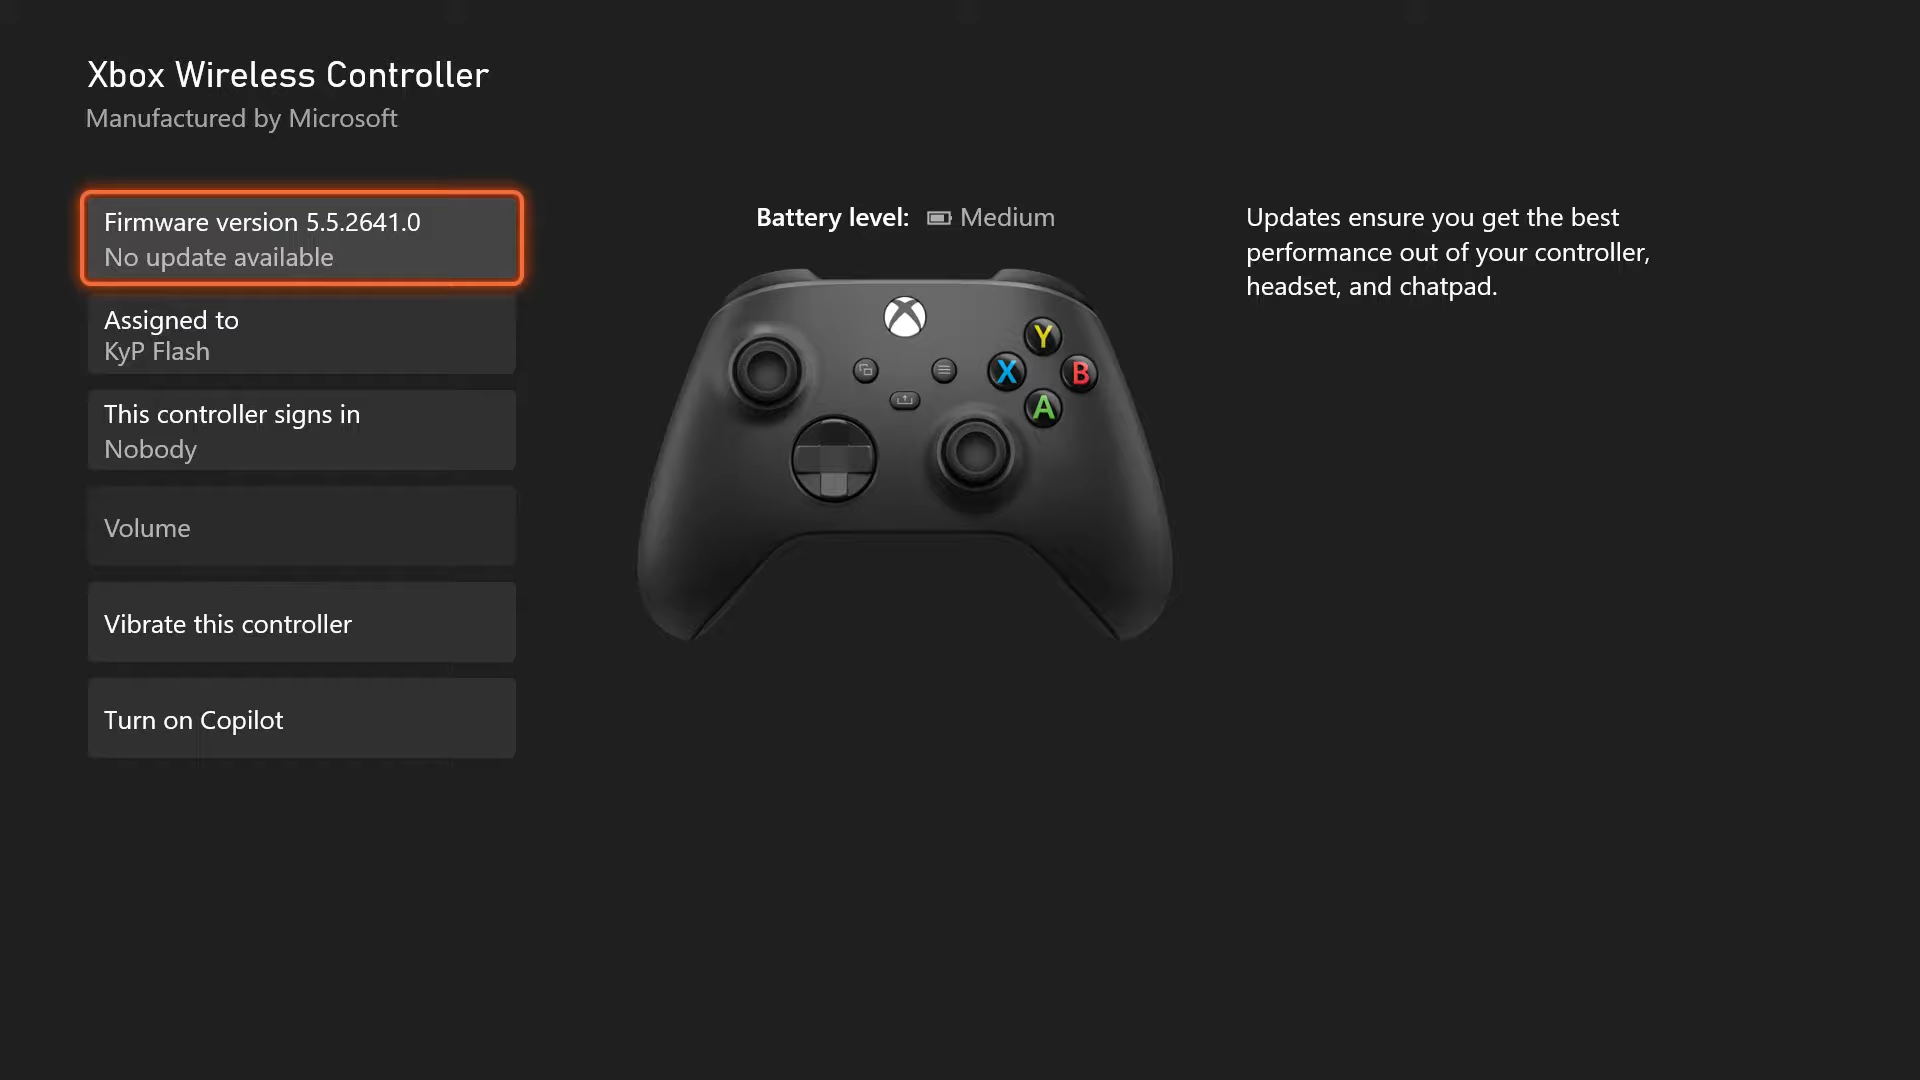 Xbox Wireless Controller
Manufactured by Microsoft
Firmware version 5.5.2641.0
No update available
Assigned to
KyP Flash
This controller signs in
Nobody
Volume
Vibrate this controller
Turn on Copilot
Battery level: Medium
Y
X
B
A
Updates ensure you get the best
performance out of your controller,
headset, and chatpad.